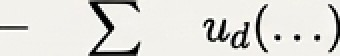 − ∑ u_d(…)